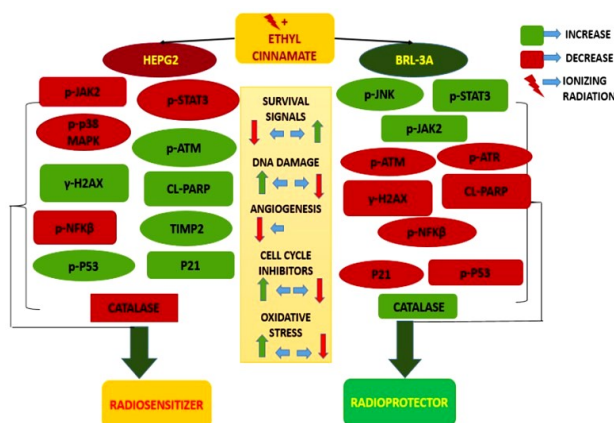 +
ETHYL
CINNAMATE
HEPG2
BRL-3A
INCREASE
DECREASE
IONIZING
RADIATION
p-JAK2
p-STAT3
p-p38
MAPK
p-ATM
γ-H2AX
CL-PARP
p-NFKβ
TIMP2
p-P53
P21
CATALASE
RADIOSENSITIZER
SURVIVAL
SIGNALS
DNA DAMAGE
ANGIOGENESIS
CELL CYCLE
INHIBITORS
OXIDATIVE
STRESS
p-JNK
p-STAT3
p-JAK2
p-ATM
p-ATR
γ-H2AX
CL-PARP
p-NFKβ
P21
p-P53
CATALASE
RADIOPROTECTOR